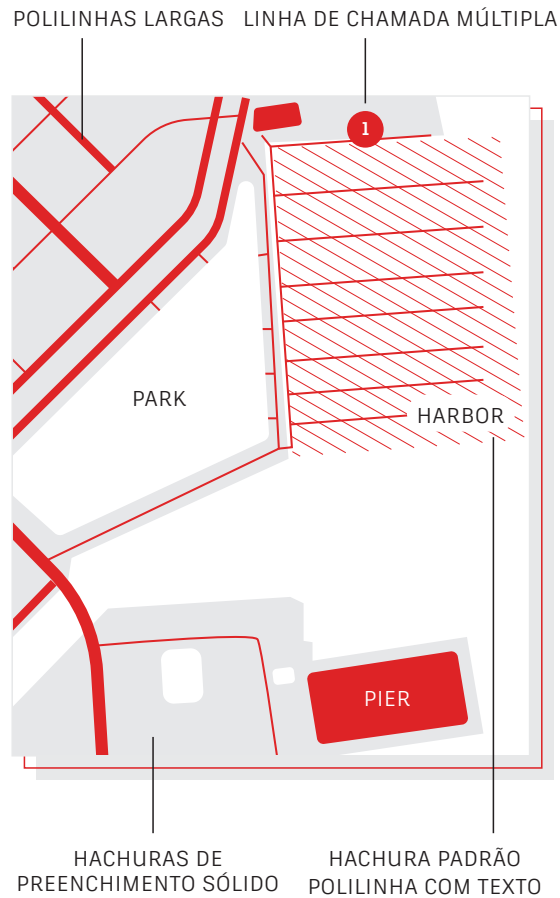 POLILINHAS LARGAS
LINHA DE CHAMADA MÚLTIPLA
1
PARK
HARBOR
PIER
HACHURAS DE
PREENCHIMENTO SÓLIDO
HACHURA PADRÃO
POLILINHA COM TEXTO